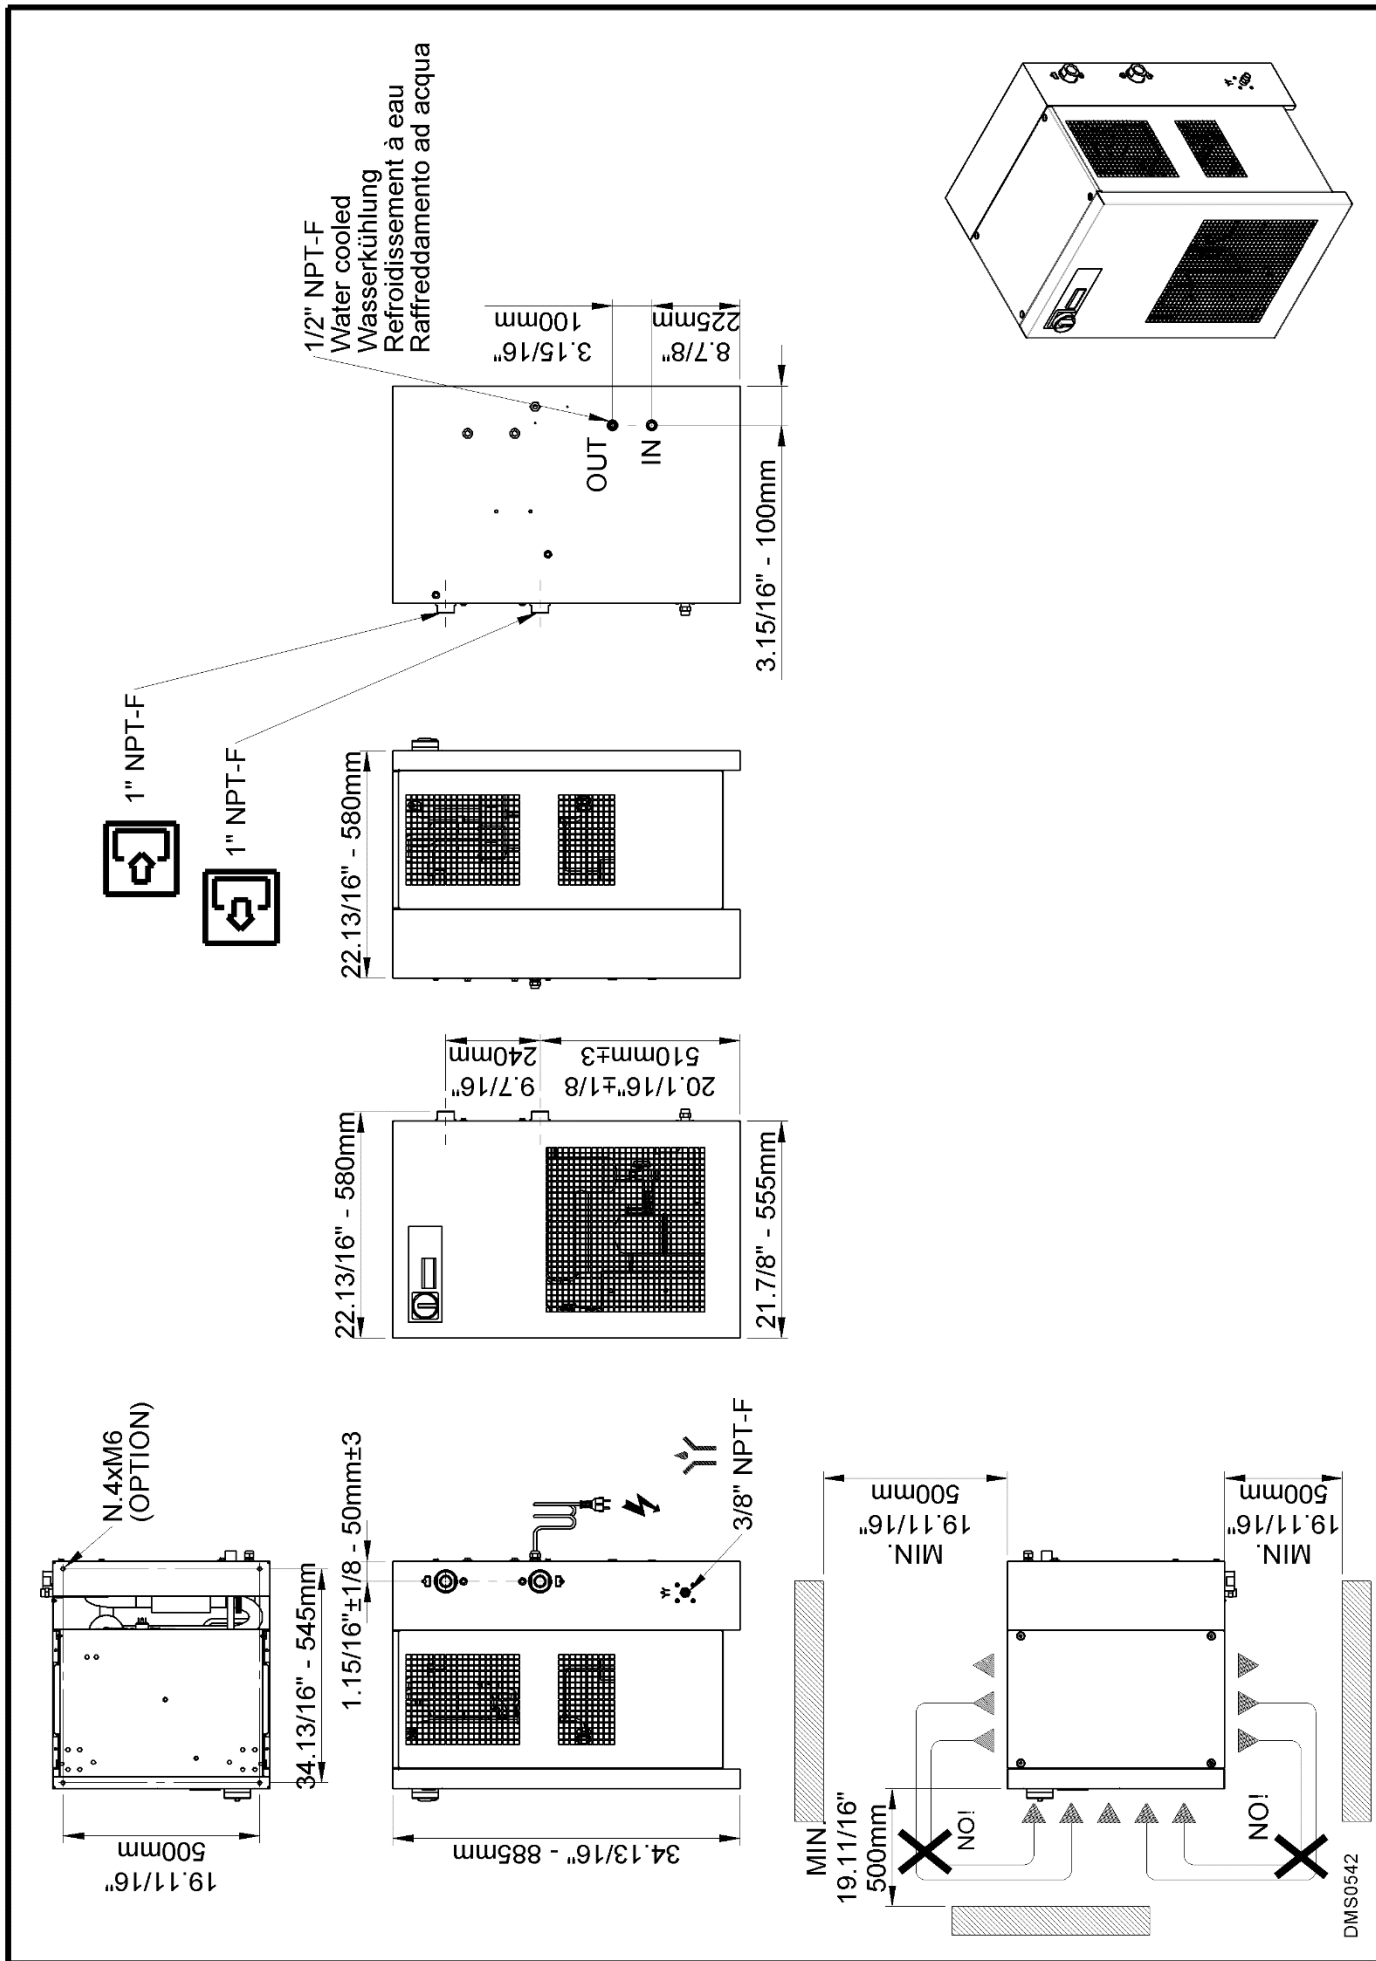 1/2" NPT-F
Water cooled
Wasserkühlung
Refroidissement à eau
Raffreddamento ad acqua
3.15/16"
100mm
8.7/8"
225mm
OUT
IN
3.15/16" - 100mm
1" NPT-F
1" NPT-F
22.13/16" - 580mm
9.7/16"
240mm
20.1/16"±1/8
510mm±3
22.13/16" - 580mm
21.7/8" - 555mm
N.4xM6
(OPTION)
34.13/16" - 545mm
19.11/16"
500mm
1.15/16"±1/8 - 50mm±3
3/8" NPT-F
34.13/16" - 885mm
MIN.
19.11/16"
500mm
MIN.
19.11/16"
500mm
MIN.
19.11/16"
500mm
NO!
NO!
DMS0542